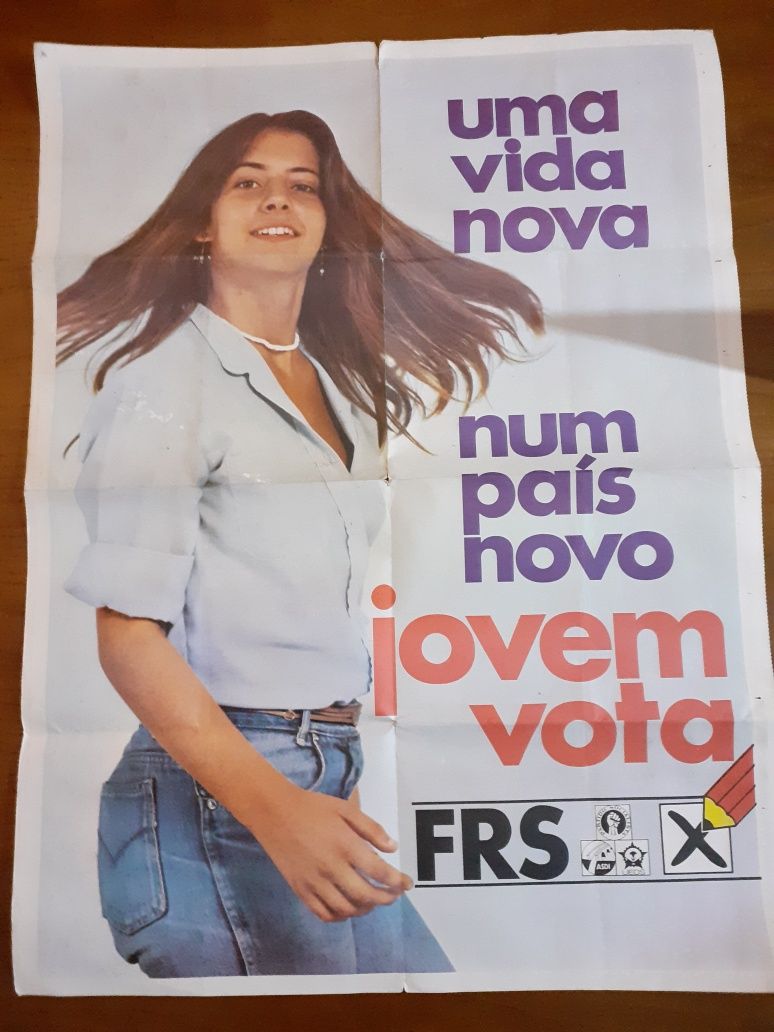 uma
vida
nova
num
país
novo
jovem
vota
FRS
ASDI
X